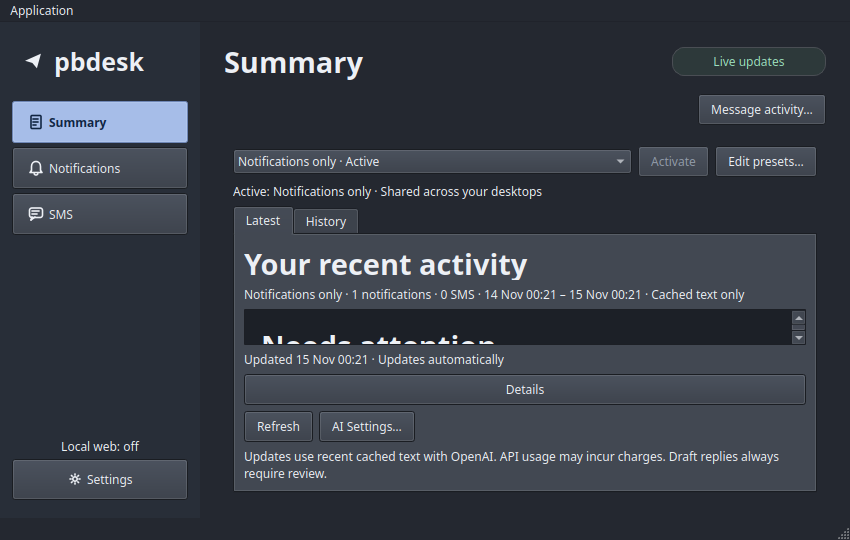 Application
pbdesk
Summary
Notifications
SMS
Local web: off
Settings
Summary
Live updates
Message activity...
Notifications only · Active
Activate
Edit presets...
Active: Notifications only · Shared across your desktops
Latest
History
Your recent activity
Notifications only · 1 notifications · 0 SMS · 14 Nov 00:21 – 15 Nov 00:21 · Cached text only
Needs attention
Updated 15 Nov 00:21 · Updates automatically
Details
Refresh
AI Settings...
Updates use recent cached text with OpenAI. API usage may incur charges. Draft replies always
require review.